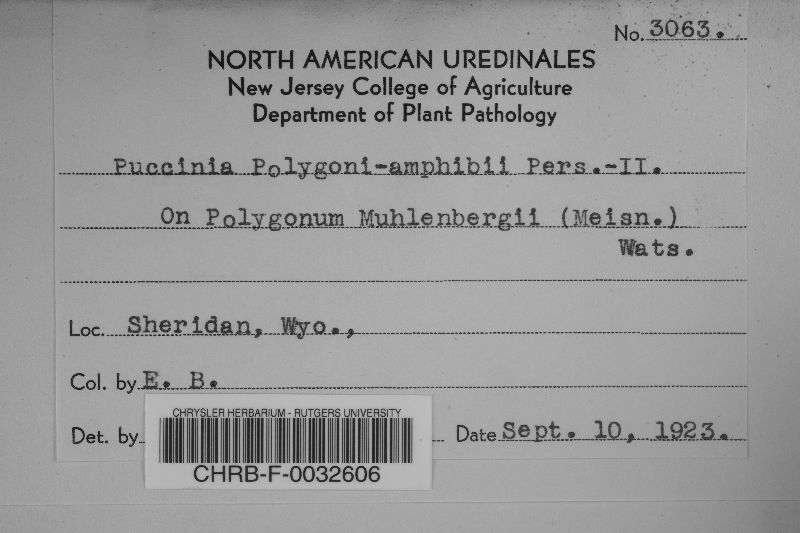 No. 3063.
NORTH AMERICAN UREDINALES
New Jersey College of Agriculture
Department of Plant Pathology
Puccinia Polygoni-amphibii Pers.-II.
On Polygonum Muhlenbergii (Meisn.)
Wats.
Loc. Sheridan, Wyo.,
Col. by E. B.
Det. by
Date Sept. 10, 1923.
CHRYSLER HERBARIUM - RUTGERS UNIVERSITY
CHRB-F-0032606